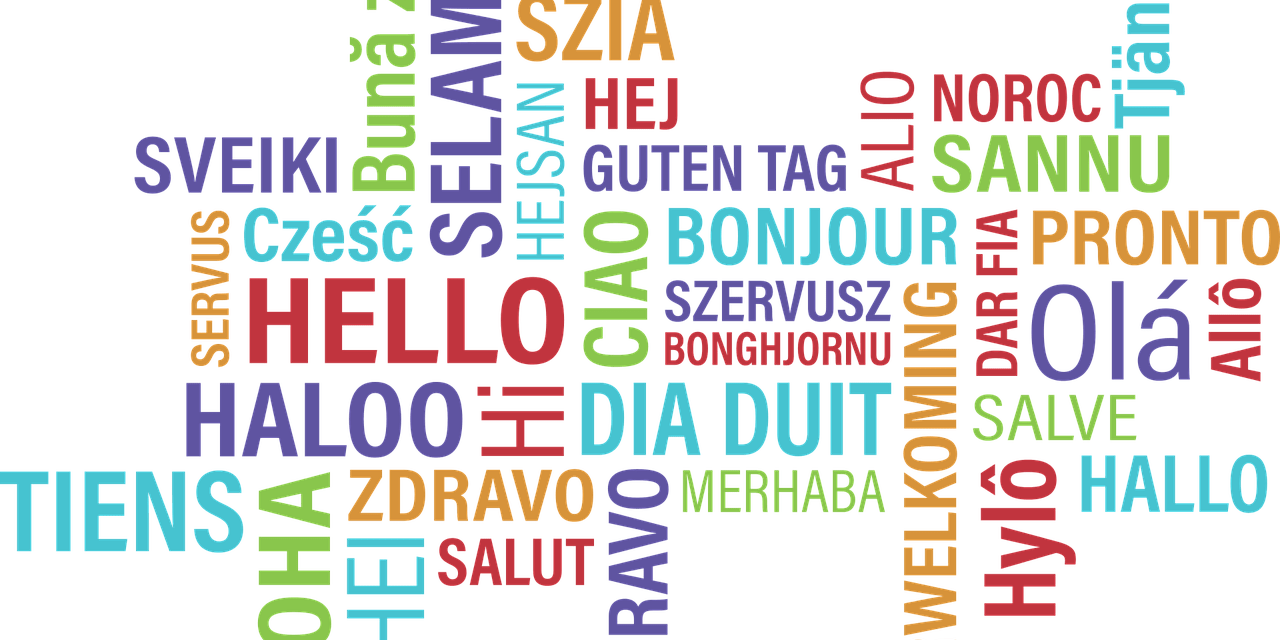 Bună z
SELAM
SZIA
Tjän
HEJ
ALIO
NOROC
HEJSAN
SVEIKI
GUTEN TAG
SANNU
SERVUS
Cześć
CIAO
BONJOUR
DAR FIA
PRONTO
HELLO
SZERVUSZ
WELKOMING
Olá
Allô
BONGHJORNU
HALOO
Hi
DIA DUIT
SALVE
TIENS
OHA
ZDRAVO
RAVO
MERHABA
Hylô
HALLO
HEI
SALUT